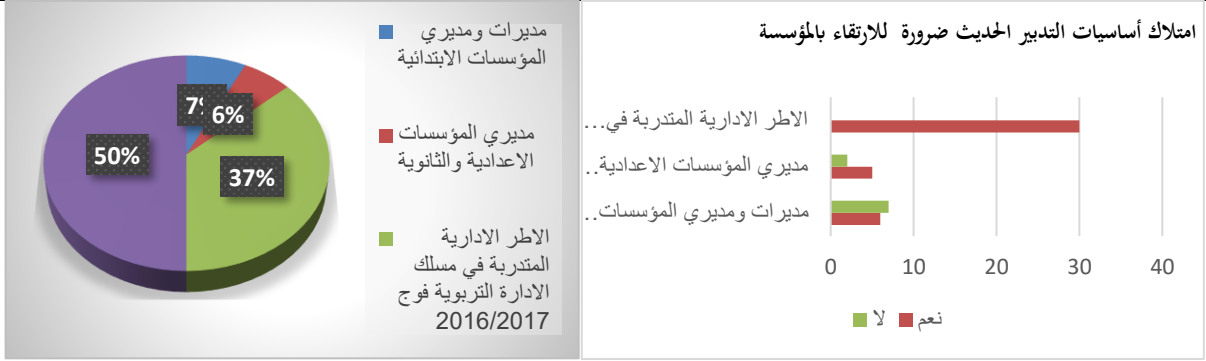 امتلاك أساسيات التدبير الحديث ضرورة للارتقاء بالمؤسسة
الاطر الادارية المتدربة في...
مديري المؤسسات الاعدادية..
مديرات ومديري المؤسسات..
0 10 20 30 40
نعم لا
مديرات ومديري
المؤسسات الابتدائية
مديري المؤسسات
الاعدادية والثانوية
الاطر الادارية
المتدربة في مسلك
الادارة التربوية فوج
2016/2017
7%
6%
37%
50%